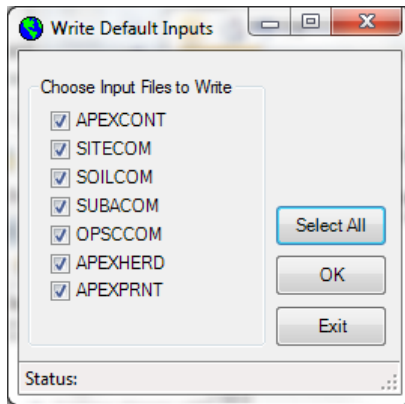 Write Default Inputs
Choose Input Files to Write
APEXCONT
SITECOM
SOILCOM
SUBACOM
OPSCCOM
APEXHERD
APEXPRNT
Select All
OK
Exit
Status: